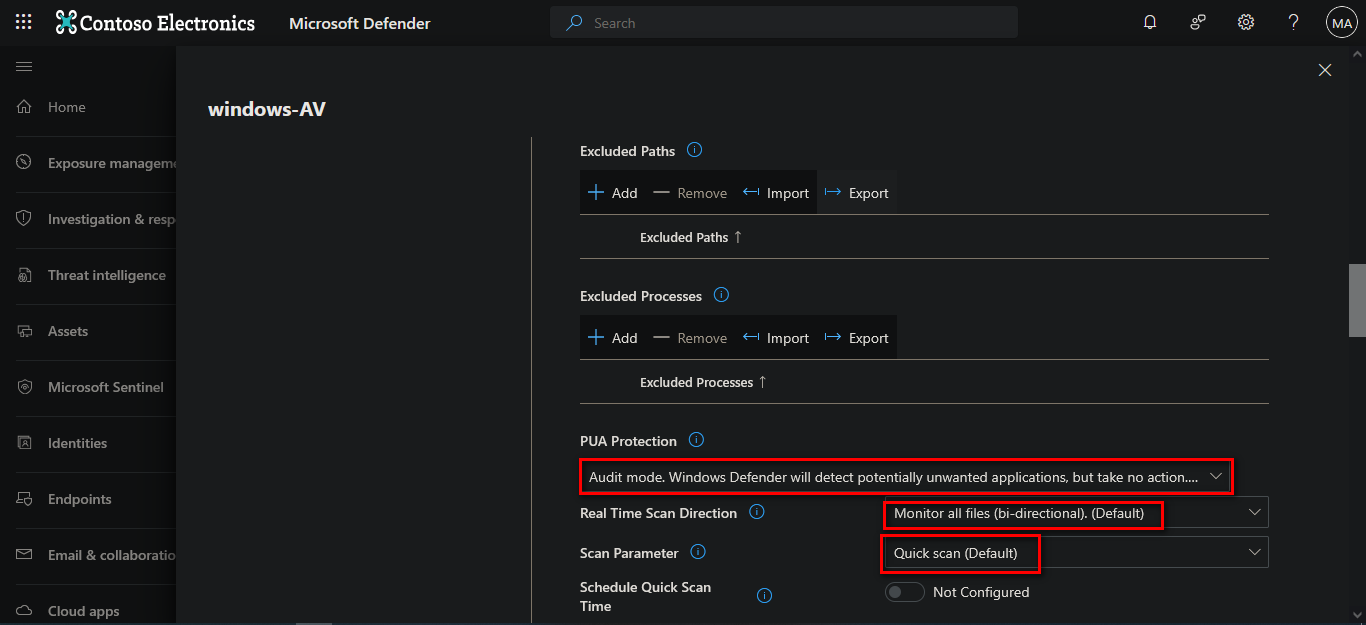 Contoso Electronics
Microsoft Defender
Search
MA
Home
Exposure manageme
Investigation & resp
Threat intelligence
Assets
Microsoft Sentinel
Identities
Endpoints
Email & collaboratio
Cloud apps
windows-AV
Excluded Paths
Add Remove Import Export
Excluded Paths ↑
Excluded Processes
Add Remove Import Export
Excluded Processes ↑
PUA Protection
Audit mode. Windows Defender will detect potentially unwanted applications, but take no action....
Real Time Scan Direction
Monitor all files (bi-directional). (Default)
Scan Parameter
Quick scan (Default)
Schedule Quick Scan
Time
Not Configured